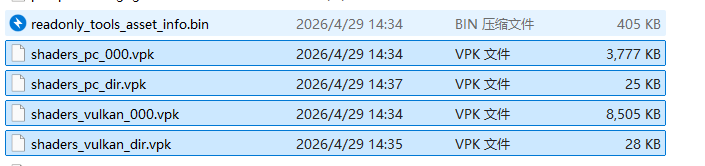 readonly_tools_asset_info.bin 2026/4/29 14:34 BIN 压缩文件 405 KB
shaders_pc_000.vpk 2026/4/29 14:34 VPK 文件 3,777 KB
shaders_pc_dir.vpk 2026/4/29 14:37 VPK 文件 25 KB
shaders_vulkan_000.vpk 2026/4/29 14:34 VPK 文件 8,505 KB
shaders_vulkan_dir.vpk 2026/4/29 14:35 VPK 文件 28 KB